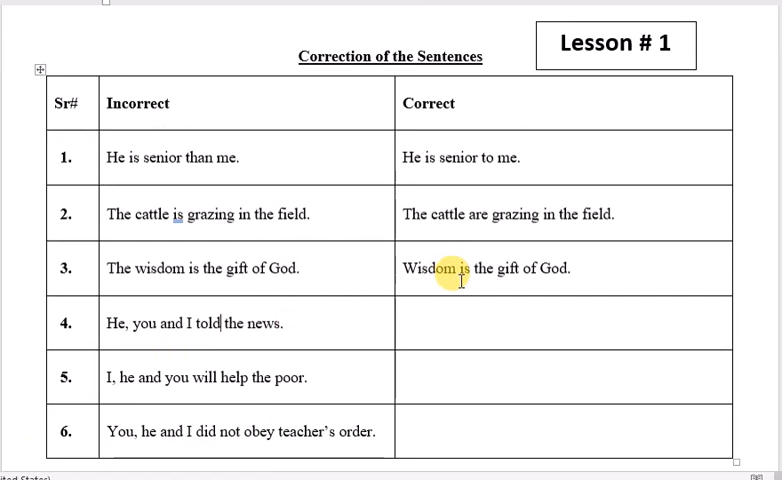 Lesson # 1
Correction of the Sentences
Sr# Incorrect Correct
1. He is senior than me. He is senior to me.
2. The cattle is grazing in the field. The cattle are grazing in the field.
3. The wisdom is the gift of God. Wisdom is the gift of God.
4. He, you and I told the news.
5. I, he and you will help the poor.
6. You, he and I did not obey teacher’s order.